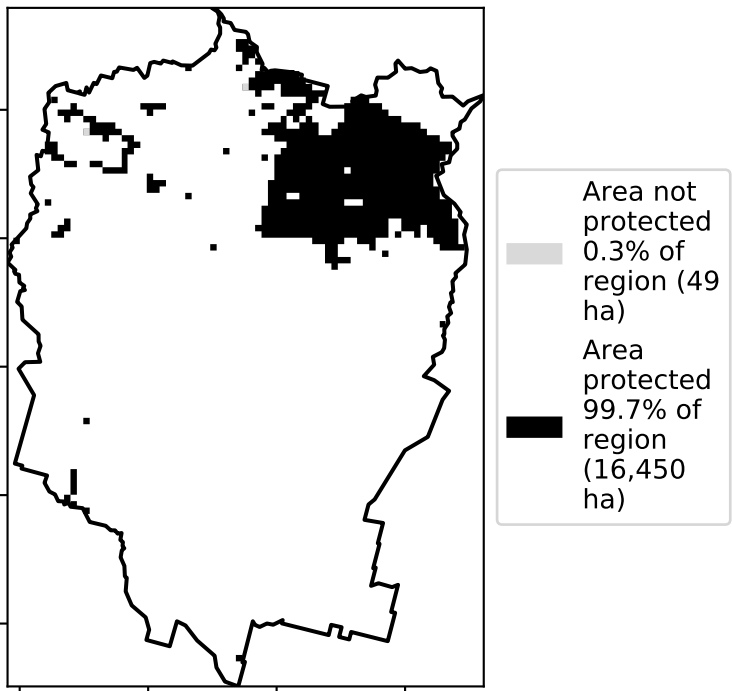 Area not
protected
0.3% of
region (49
ha)
Area
protected
99.7% of
region
(16,450
ha)